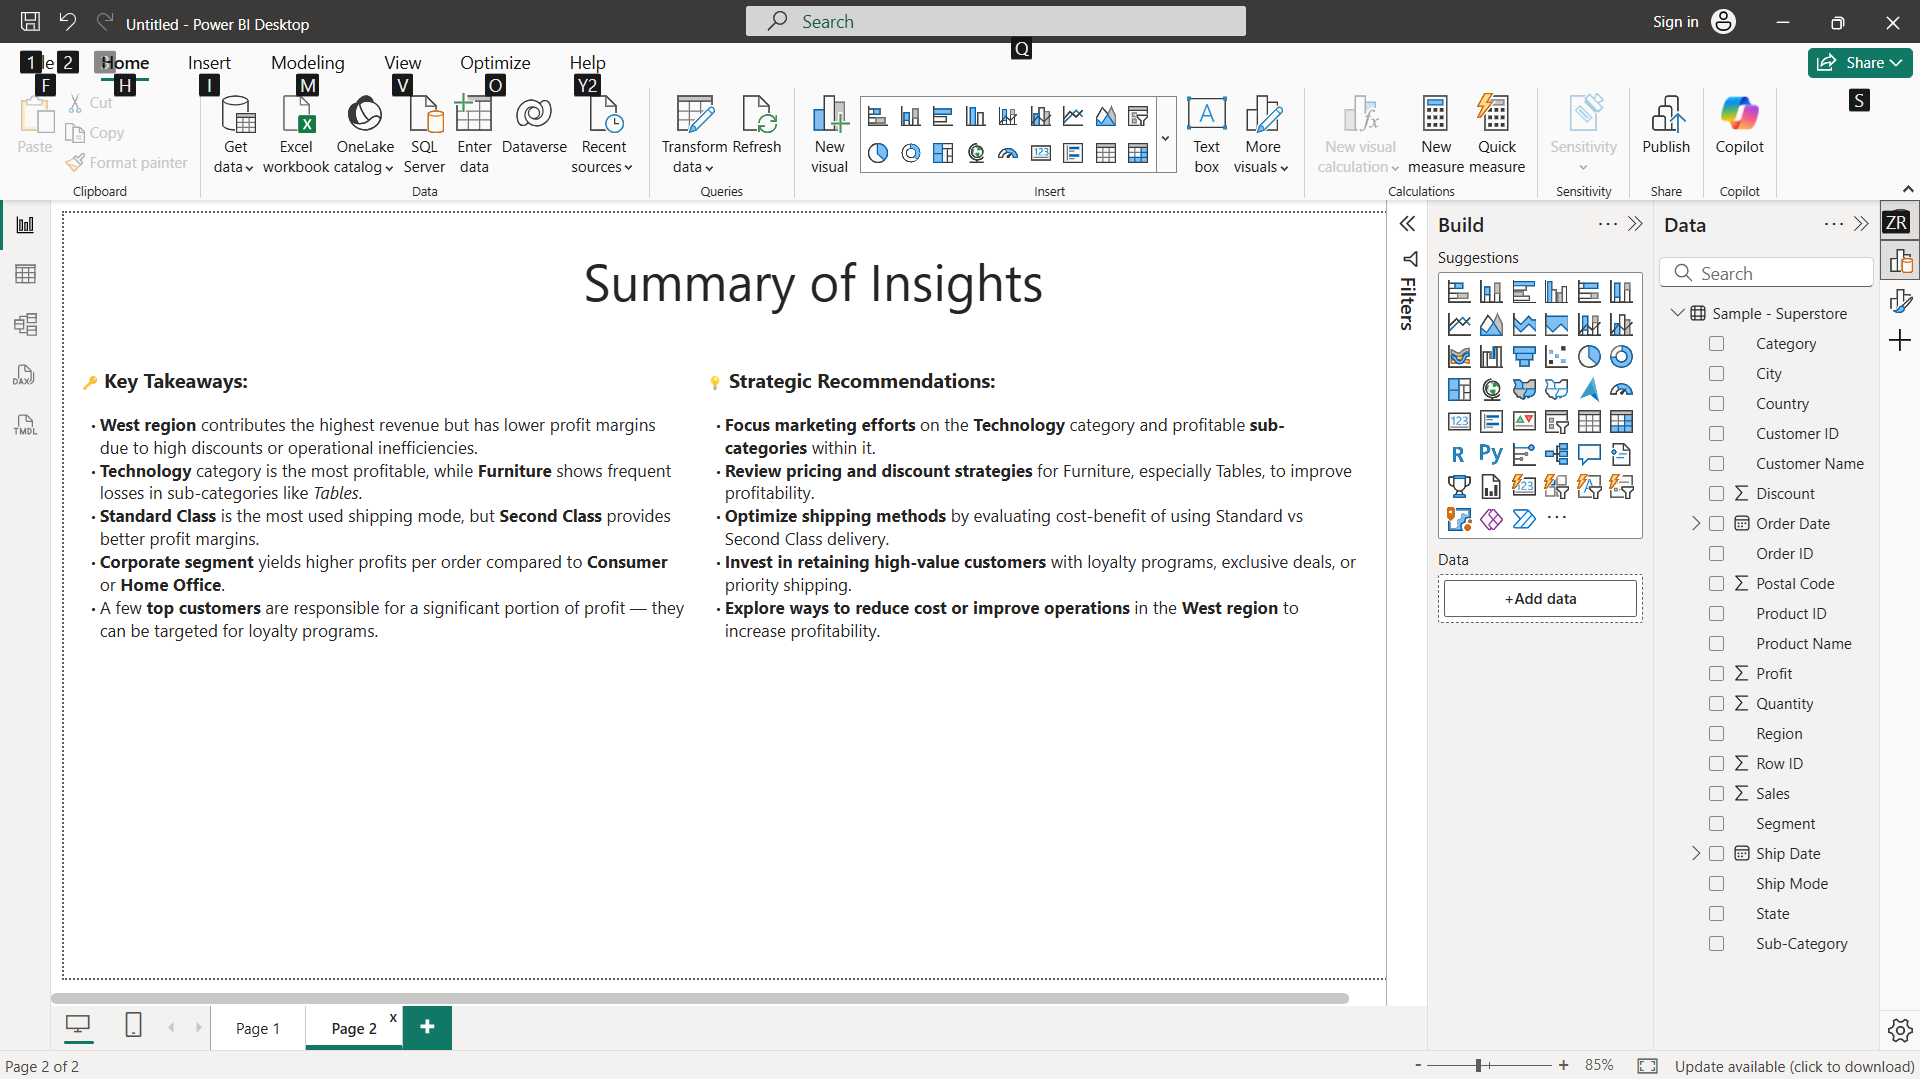 Untitled - Power BI Desktop
Search
Sign in
1 le 2 S Home Insert Modeling View Optimize Help
Q
Share
F H I M V O Y2
S
Paste
Cut
Copy
Format painter
Clipboard
Get data
Excel workbook
OneLake catalog
SQL Server
Enter data
Dataverse
Recent sources
Data
Transform data
Refresh
Queries
New visual
Insert
Text box
More visuals
New visual calculation
New measure
Quick measure
Calculations
Sensitivity
Sensitivity
Publish
Share
Copilot
Copilot
DAX
TMDL
Summary of Insights
🔑 Key Takeaways:
• West region contributes the highest revenue but has lower profit margins
due to high discounts or operational inefficiencies.
• Technology category is the most profitable, while Furniture shows frequent
losses in sub-categories like Tables.
• Standard Class is the most used shipping mode, but Second Class provides
better profit margins.
• Corporate segment yields higher profits per order compared to Consumer
or Home Office.
• A few top customers are responsible for a significant portion of profit — they
can be targeted for loyalty programs.
💡 Strategic Recommendations:
• Focus marketing efforts on the Technology category and profitable sub-
categories within it.
• Review pricing and discount strategies for Furniture, especially Tables, to improve
profitability.
• Optimize shipping methods by evaluating cost-benefit of using Standard vs
Second Class delivery.
• Invest in retaining high-value customers with loyalty programs, exclusive deals, or
priority shipping.
• Explore ways to reduce cost or improve operations in the West region to
increase profitability.
Filters
Build
Suggestions
123
R Py
123
Data
+Add data
Data
ZR
Search
Sample - Superstore
Category
City
Country
Customer ID
Customer Name
Σ Discount
Order Date
Order ID
Σ Postal Code
Product ID
Product Name
Σ Profit
Σ Quantity
Region
Σ Row ID
Σ Sales
Segment
Ship Date
Ship Mode
State
Sub-Category
Page 1
Page 2 x
+
Page 2 of 2
- + 85%
Update available (click to download)